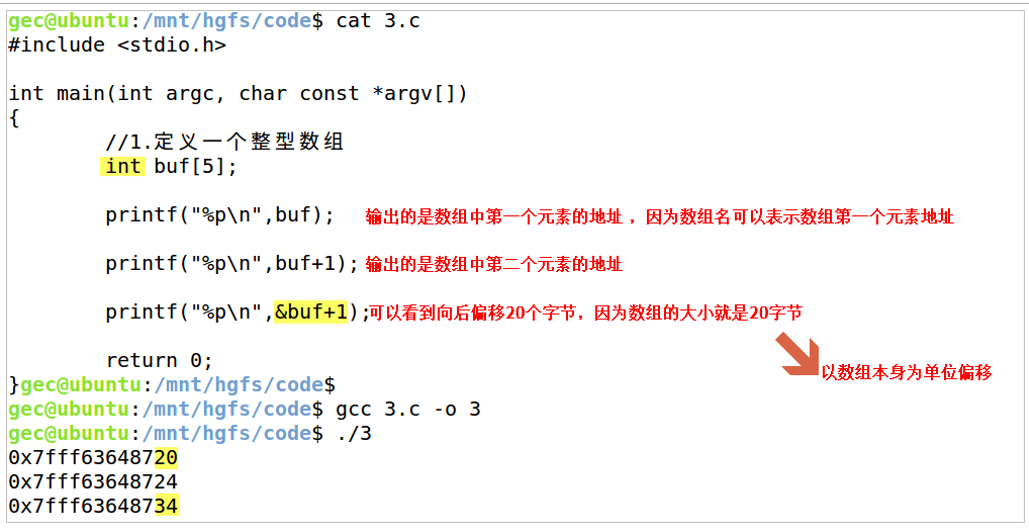 gec@ubuntu:/mnt/hgfs/code$ cat 3.c
#include <stdio.h>
int main(int argc, char const *argv[])
{
//1.定义一个整型数组
int buf[5];
printf("%p\n",buf); 输出的是数组中第一个元素的地址，因为数组名可以表示数组第一个元素地址
printf("%p\n",buf+1); 输出的是数组中第二个元素的地址
printf("%p\n",&buf+1);可以看到向后偏移20个字节，因为数组的大小就是20字节
return 0;
以数组本身为单位偏移
}gec@ubuntu:/mnt/hgfs/code$
gec@ubuntu:/mnt/hgfs/code$ gcc 3.c -o 3
gec@ubuntu:/mnt/hgfs/code$ ./3
0x7fff63648720
0x7fff63648724
0x7fff63648734